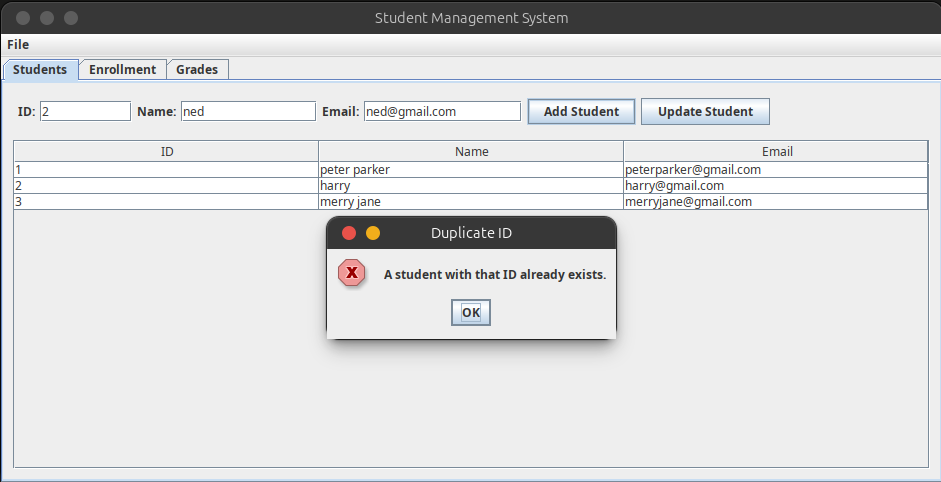 Student Management System
File
Students Enrollment Grades
ID: 2 Name: ned Email: ned@gmail.com Add Student Update Student
ID Name Email
1 peter parker peterparker@gmail.com
2 harry harry@gmail.com
3 merry jane merryjane@gmail.com
Duplicate ID
X A student with that ID already exists.
OK